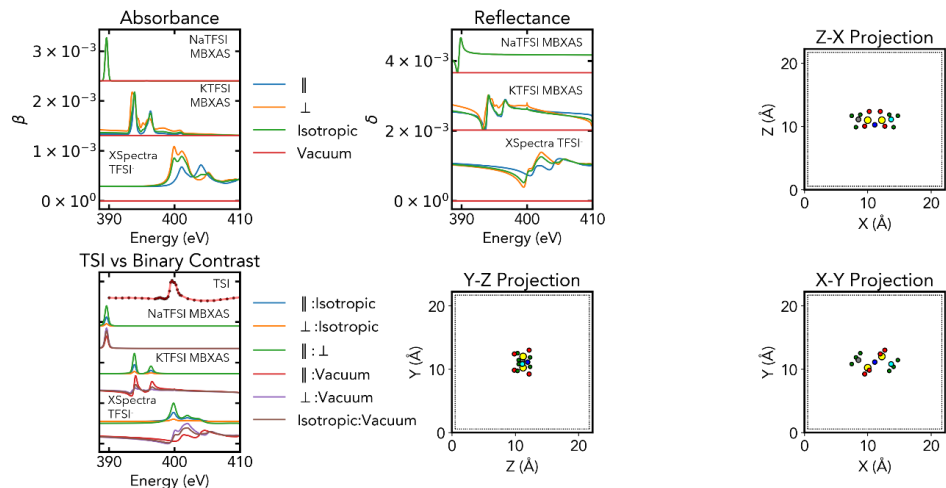 Absorbance
3 × 10⁻³
2 × 10⁻³
1 × 10⁻³
0 × 10⁰
β
NaTFSI
MBXAS
KTFSI
MBXAS
XSpectra
TFSI⁻
390 400 410
Energy (eV)
∥
⊥
Isotropic
Vacuum
Reflectance
4 × 10⁻³
2 × 10⁻³
0 × 10⁰
δ
NaTFSI MBXAS
KTFSI MBXAS
XSpectra TFSI⁻
390 400 410
Energy (eV)
Z-X Projection
20
10
0
Z (Å)
0 10 20
X (Å)
TSI vs Binary Contrast
TSI
NaTFSI MBXAS
KTFSI MBXAS
XSpectra
TFSI⁻
390 400 410
Energy (eV)
∥:Isotropic
⊥:Isotropic
∥:⊥
∥:Vacuum
⊥:Vacuum
Isotropic:Vacuum
Y-Z Projection
20
10
0
Y (Å)
0 10 20
Z (Å)
X-Y Projection
20
10
0
Y (Å)
0 10 20
X (Å)